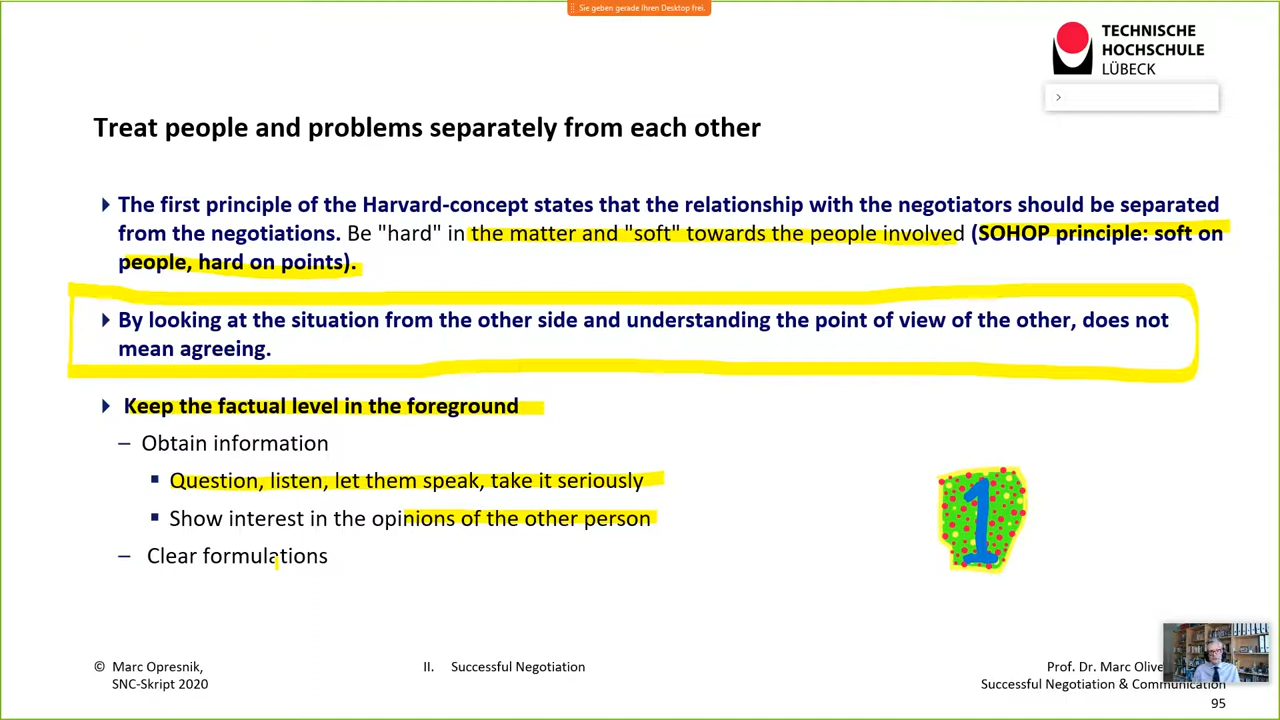 Sie geben gerade Ihren Desktop frei.
TECHNISCHE
HOCHSCHULE
LÜBECK
Treat people and problems separately from each other
The first principle of the Harvard-concept states that the relationship with the negotiators should be separated
from the negotiations. Be "hard" in the matter and "soft" towards the people involved (SOHOP principle: soft on
people, hard on points).
By looking at the situation from the other side and understanding the point of view of the other, does not
mean agreeing.
Keep the factual level in the foreground
– Obtain information
Question, listen, let them speak, take it seriously
Show interest in the opinions of the other person
– Clear formulations
1
© Marc Opresnik,
SNC-Skript 2020
II. Successful Negotiation
Prof. Dr. Marc Olive
Successful Negotiation & Communication
95